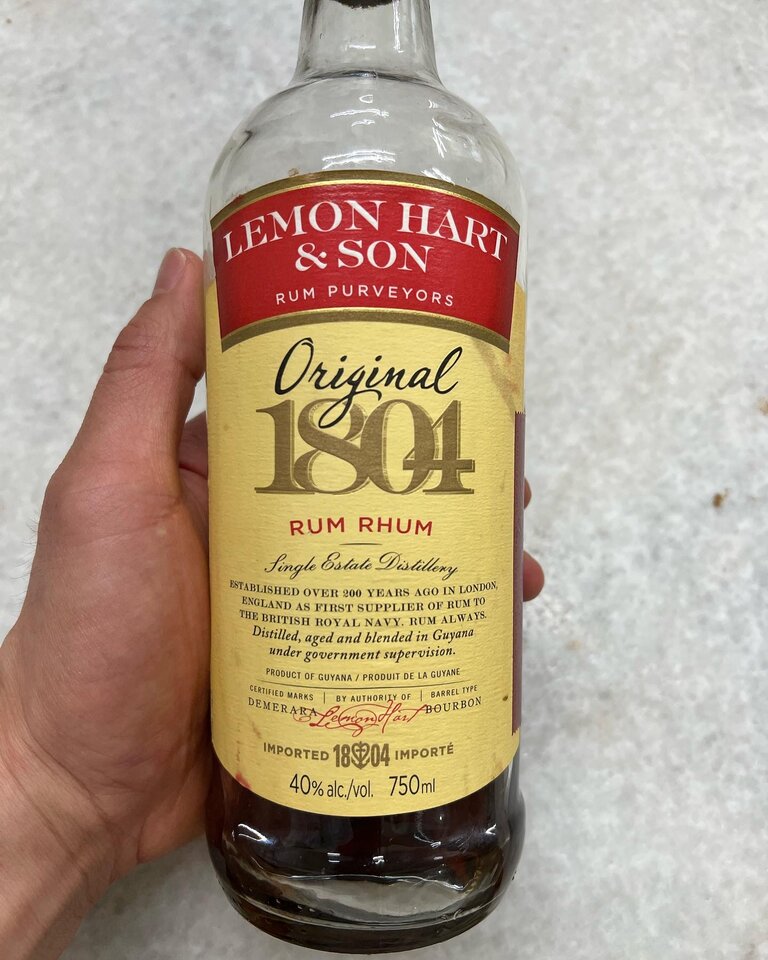 LEMON HART
& SON
RUM PURVEYORS
Original
1804
RUM RHUM
Single Estate Distillery
ESTABLISHED OVER 200 YEARS AGO IN LONDON,
ENGLAND AS FIRST SUPPLIER OF RUM TO
THE BRITISH ROYAL NAVY. RUM ALWAYS.
Distilled, aged and blended in Guyana
under government supervision.
PRODUCT OF GUYANA / PRODUIT DE LA GUYANE
CERTIFIED MARKS | BY AUTHORITY OF | BARREL TYPE
DEMERARA Lemon Hart BOURBON
IMPORTED 1804 IMPORTÉ
40% alc./vol. 750ml